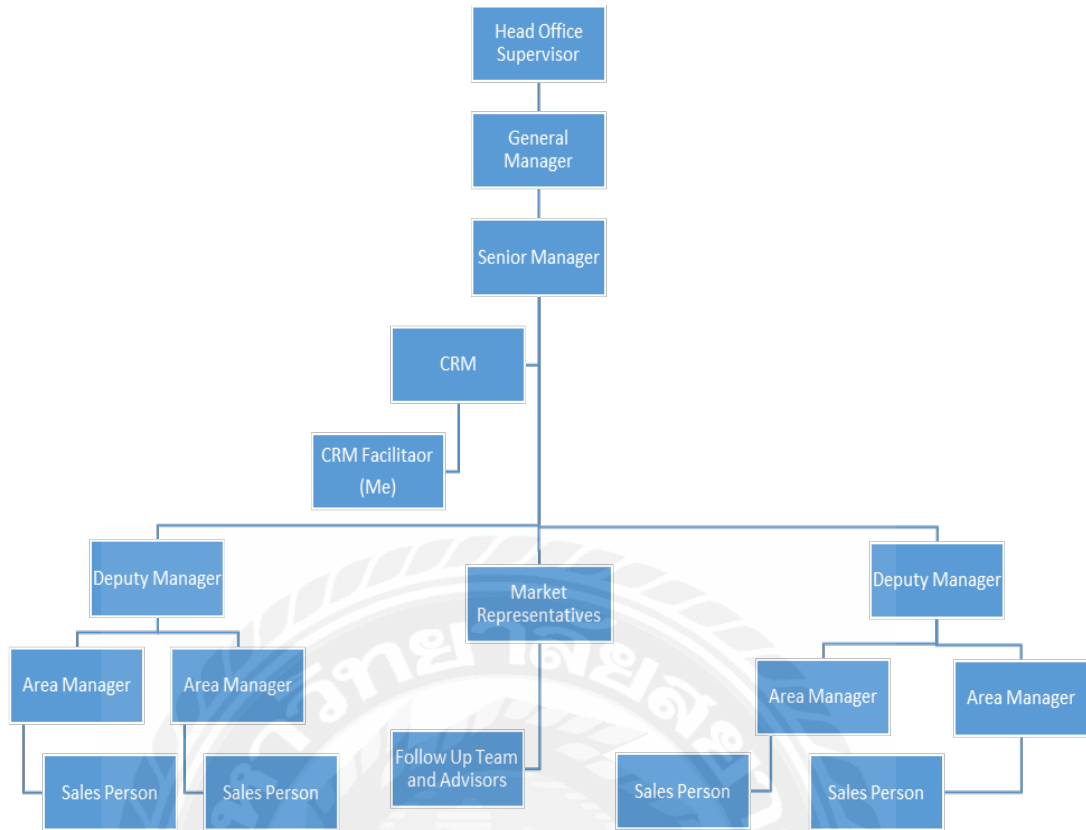 Head Office
Supervisor
General
Manager
Senior Manager
CRM
CRM Facilitaor
(Me)
Deputy Manager
Market
Representatives
Deputy Manager
Area Manager
Area Manager
Area Manager
Area Manager
Follow Up Team
and Advisors
Sales Person
Sales Person
Sales Person
Sales Person